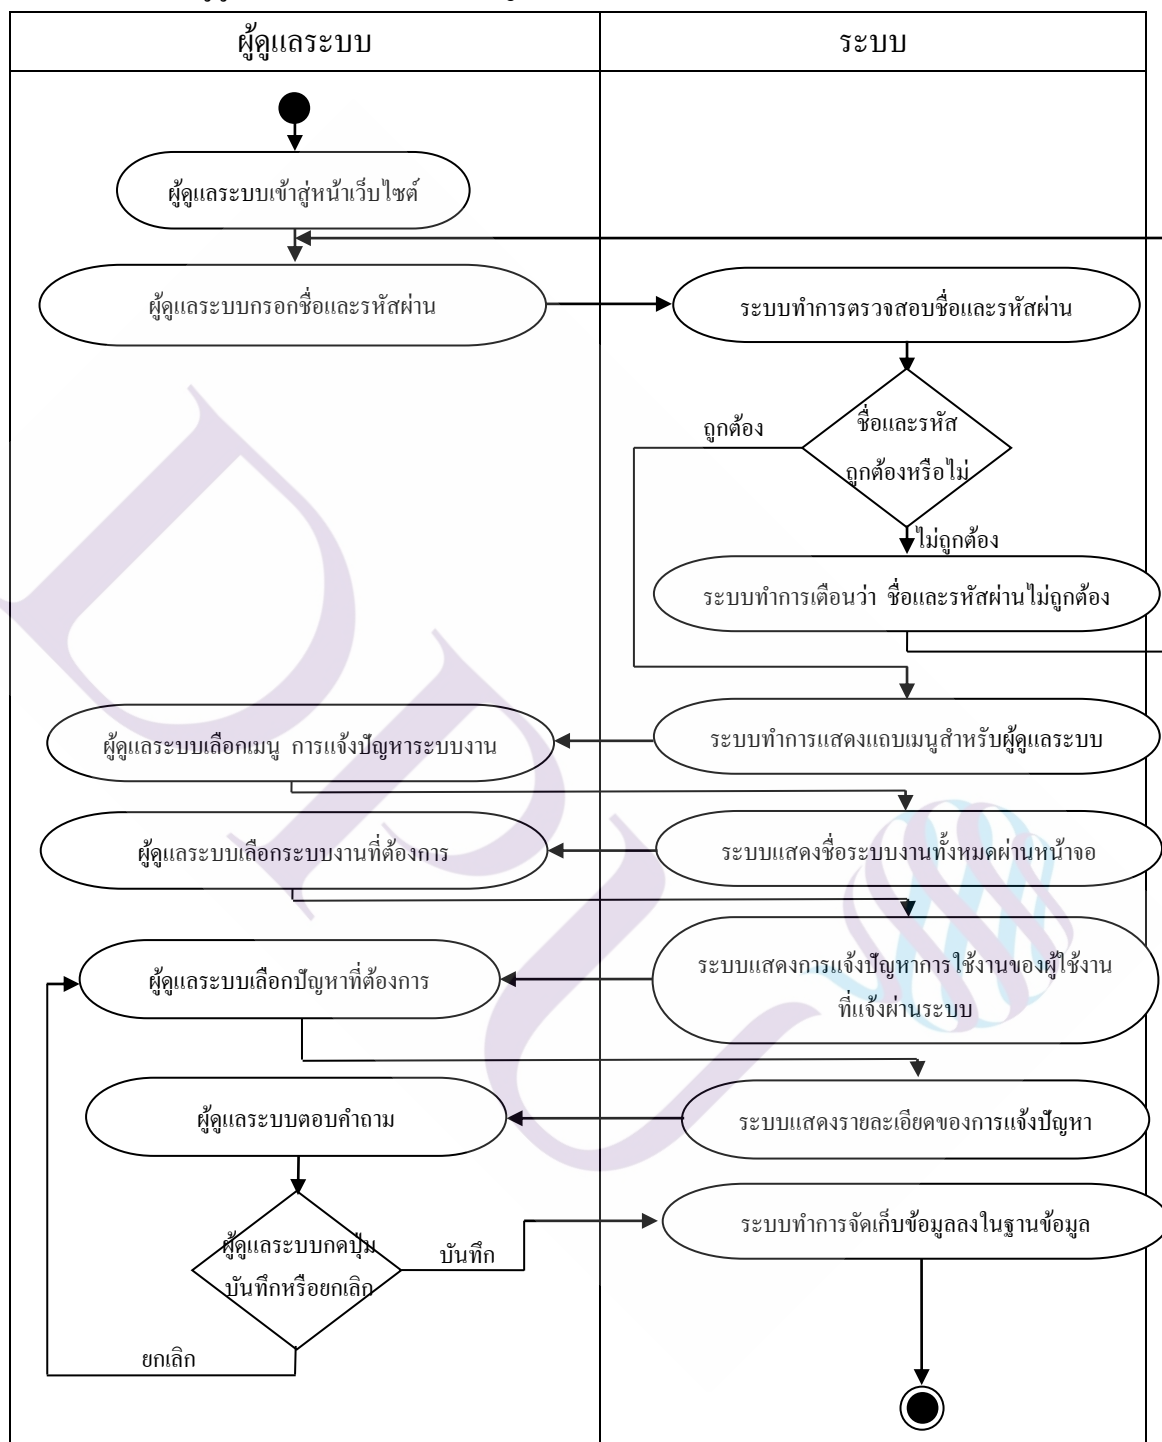 ผู้ดูแลระบบ
ระบบ
ผู้ดูแลระบบเข้าสู่หน้าเว็บไซต์
ผู้ดูแลระบบกรอกชื่อและรหัสผ่าน
ระบบทำการตรวจสอบชื่อและรหัสผ่าน
ถูกต้อง
ชื่อและรหัส
ถูกต้องหรือไม่
ไม่ถูกต้อง
ระบบทำการเตือนว่า ชื่อและรหัสผ่านไม่ถูกต้อง
ระบบทำการแสดงแถบเมนูสำหรับผู้ดูแลระบบ
ผู้ดูแลระบบเลือกเมนู การแจ้งปัญหาระบบงาน
ระบบแสดงชื่อระบบงานทั้งหมดผ่านหน้าจอ
ผู้ดูแลระบบเลือกระบบงานที่ต้องการ
ระบบแสดงการแจ้งปัญหาการใช้งานของผู้ใช้งาน
ที่แจ้งผ่านระบบ
ผู้ดูแลระบบเลือกปัญหาที่ต้องการ
ระบบแสดงรายละเอียดของการแจ้งปัญหา
ผู้ดูแลระบบตอบคำถาม
ผู้ดูแลระบบกดปุ่ม
บันทึกหรือยกเลิก
บันทึก
ระบบทำการจัดเก็บข้อมูลลงในฐานข้อมูล
ยกเลิก
DPU